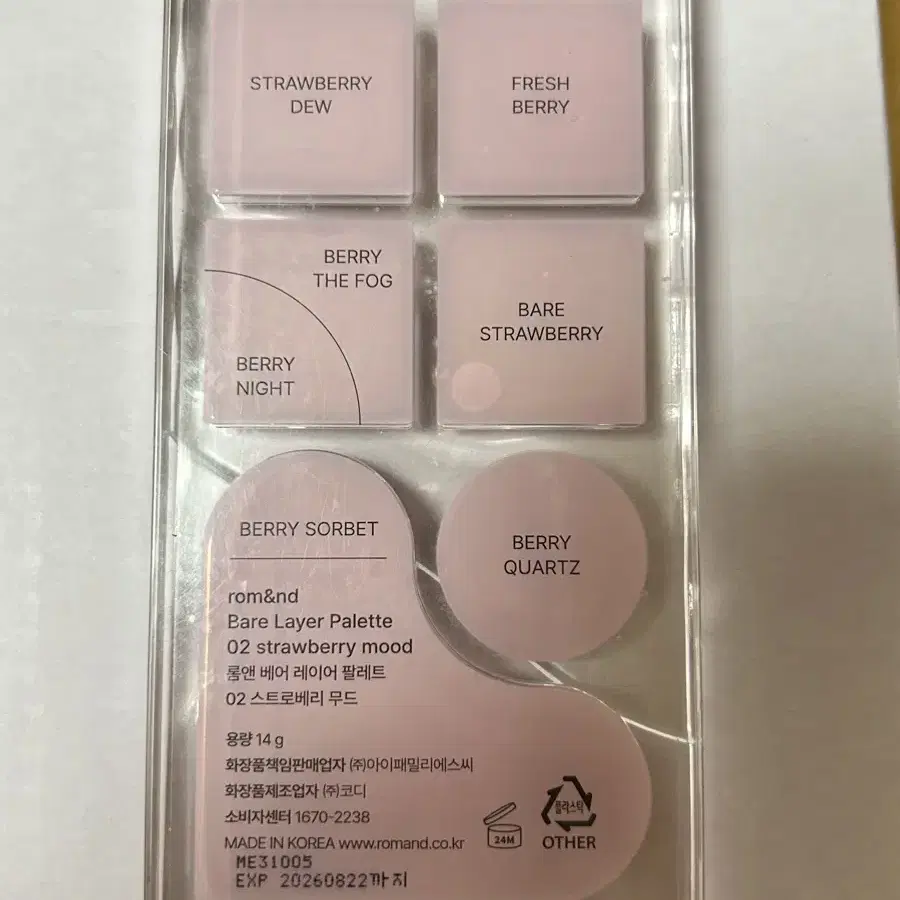 STRAWBERRY
DEW
FRESH
BERRY
BERRY
THE FOG
BERRY
NIGHT
BARE
STRAWBERRY
BERRY SORBET
BERRY
QUARTZ
rom&nd
Bare Layer Palette
02 strawberry mood
롬앤 베어 레이어 팔레트
02 스트로베리 무드
용량 14 g
화장품책임판매업자 (주)아이패밀리에스씨
화장품제조업자 (주)코디
소비자센터 1670-2238
MADE IN KOREA www.romand.co.kr
24M
플라스틱
OTHER
ME31005
EXP 20260822까지